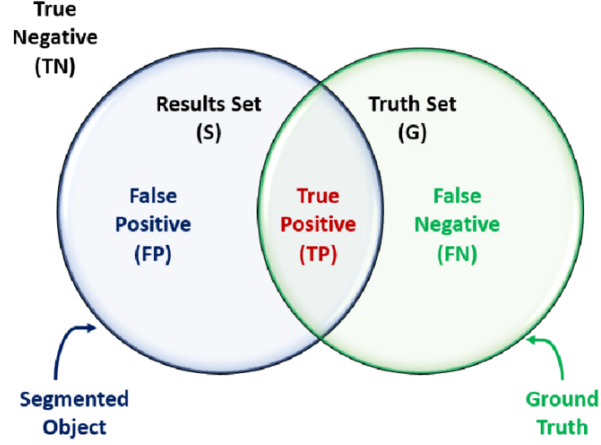 True
Negative
(TN)
Results Set
(S)
Truth Set
(G)
False
Positive
(FP)
True
Positive
(TP)
False
Negative
(FN)
Segmented
Object
Ground
Truth